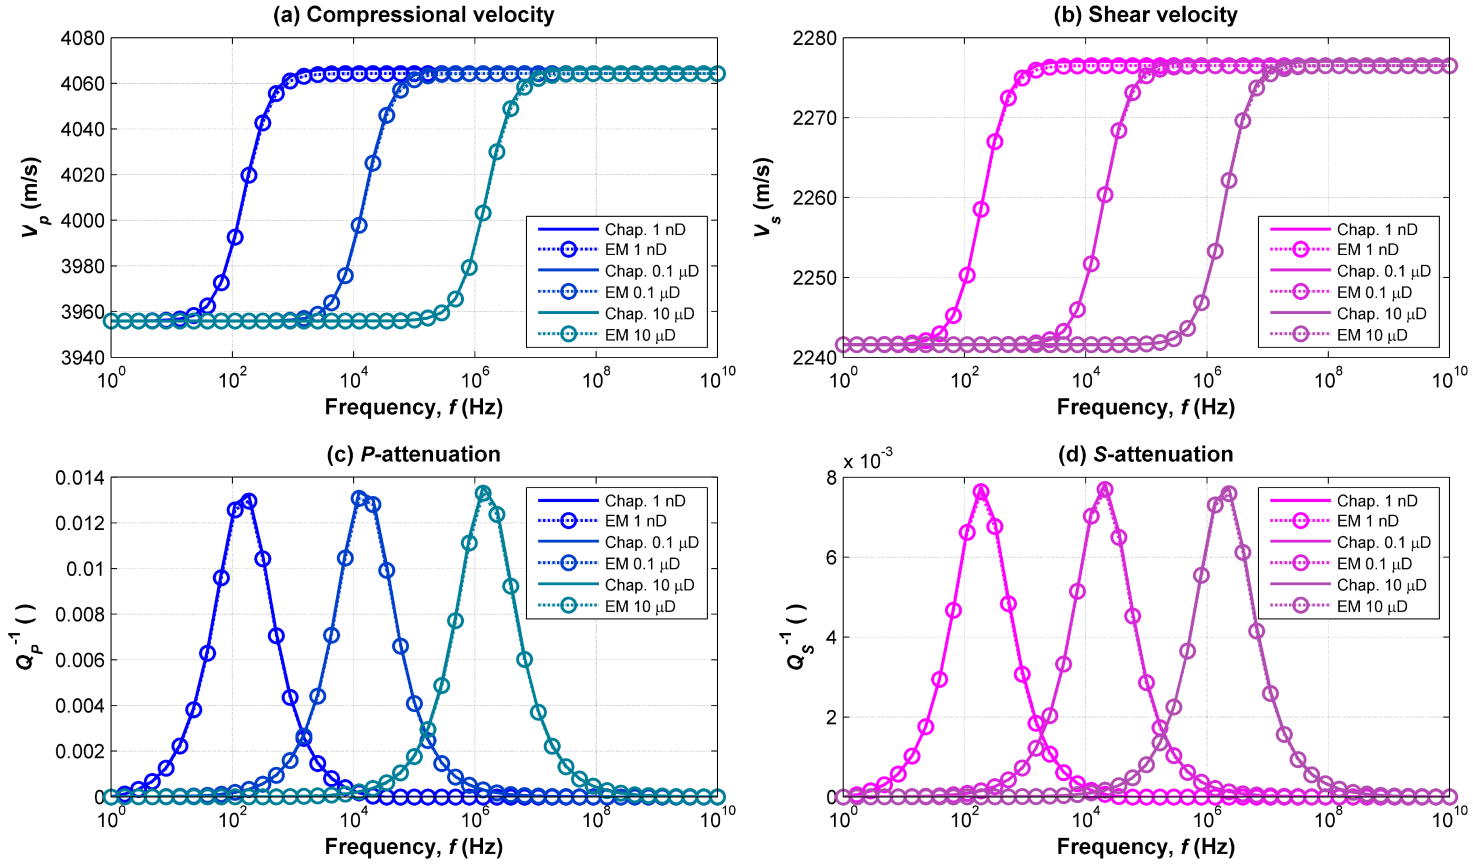 (a) Compressional velocity
4080
4060
4040
4020
4000
3980
3960
3940
V_p (m/s)
10^0 10^2 10^4 10^6 10^8 10^10
Frequency, f (Hz)
Chap. 1 nD
EM 1 nD
Chap. 0.1 μD
EM 0.1 μD
Chap. 10 μD
EM 10 μD
(b) Shear velocity
2280
2270
2260
2250
2240
V_s (m/s)
10^0 10^2 10^4 10^6 10^8 10^10
Frequency, f (Hz)
Chap. 1 nD
EM 1 nD
Chap. 0.1 μD
EM 0.1 μD
Chap. 10 μD
EM 10 μD
(c) P-attenuation
0.014
0.012
0.01
0.008
0.006
0.004
0.002
0
Q_P^-1 ( )
10^0 10^2 10^4 10^6 10^8 10^10
Frequency, f (Hz)
Chap. 1 nD
EM 1 nD
Chap. 0.1 μD
EM 0.1 μD
Chap. 10 μD
EM 10 μD
(d) S-attenuation
x 10^-3
8
6
4
2
0
Q_S^-1 ( )
10^0 10^2 10^4 10^6 10^8 10^10
Frequency, f (Hz)
Chap. 1 nD
EM 1 nD
Chap. 0.1 μD
EM 0.1 μD
Chap. 10 μD
EM 10 μD